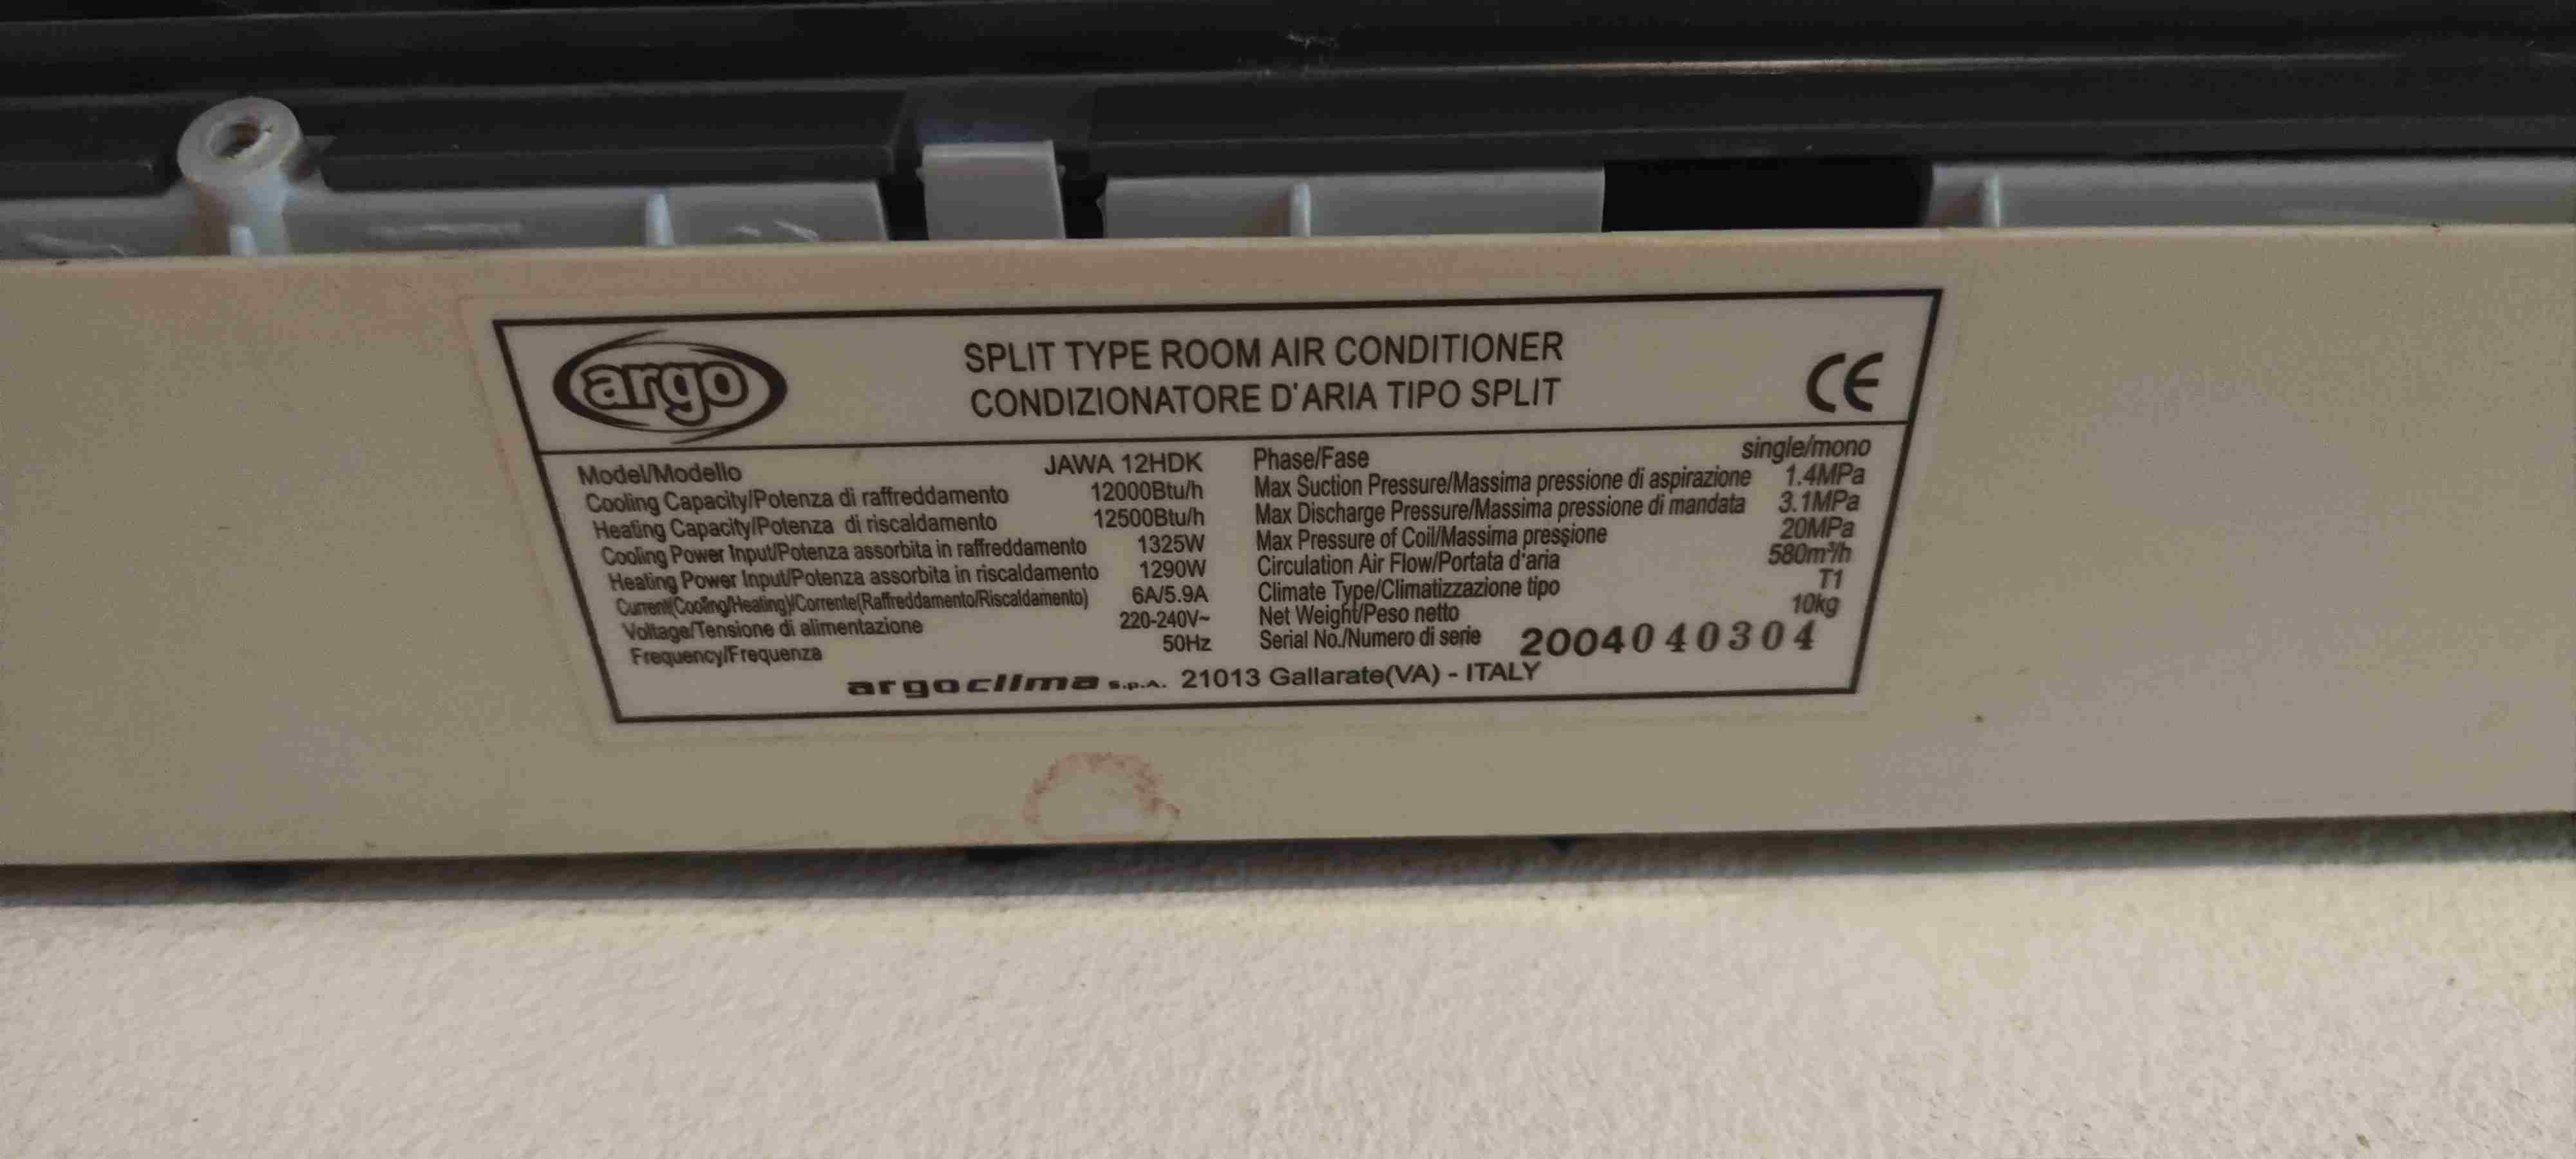 argo
SPLIT TYPE ROOM AIR CONDITIONER
CONDIZIONATORE D'ARIA TIPO SPLIT
CE
Model/Modello JAWA 12HDK
Cooling Capacity/Potenza di raffreddamento 12000Btu/h
Heating Capacity/Potenza di riscaldamento 12500Btu/h
Cooling Power Input/Potenza assorbita in raffreddamento 1325W
Heating Power Input/Potenza assorbita in riscaldamento 1290W
Current(Cooling/Heating)/Corrente(Raffreddamento/Riscaldamento) 6A/5.9A
Voltage/Tensione di alimentazione 220-240V~
Frequency/Frequenza 50Hz
Phase/Fase single/mono
Max Suction Pressure/Massima pressione di aspirazione 1.4MPa
Max Discharge Pressure/Massima pressione di mandata 3.1MPa
Max Pressure of Coil/Massima pressione 20MPa
Circulation Air Flow/Portata d'aria 580m³/h
Climate Type/Climatizzazione tipo T1
Net Weight/Peso netto 10kg
Serial No./Numero di serie 2004040304
argoclima S.P.A. 21013 Gallarate(VA) - ITALY